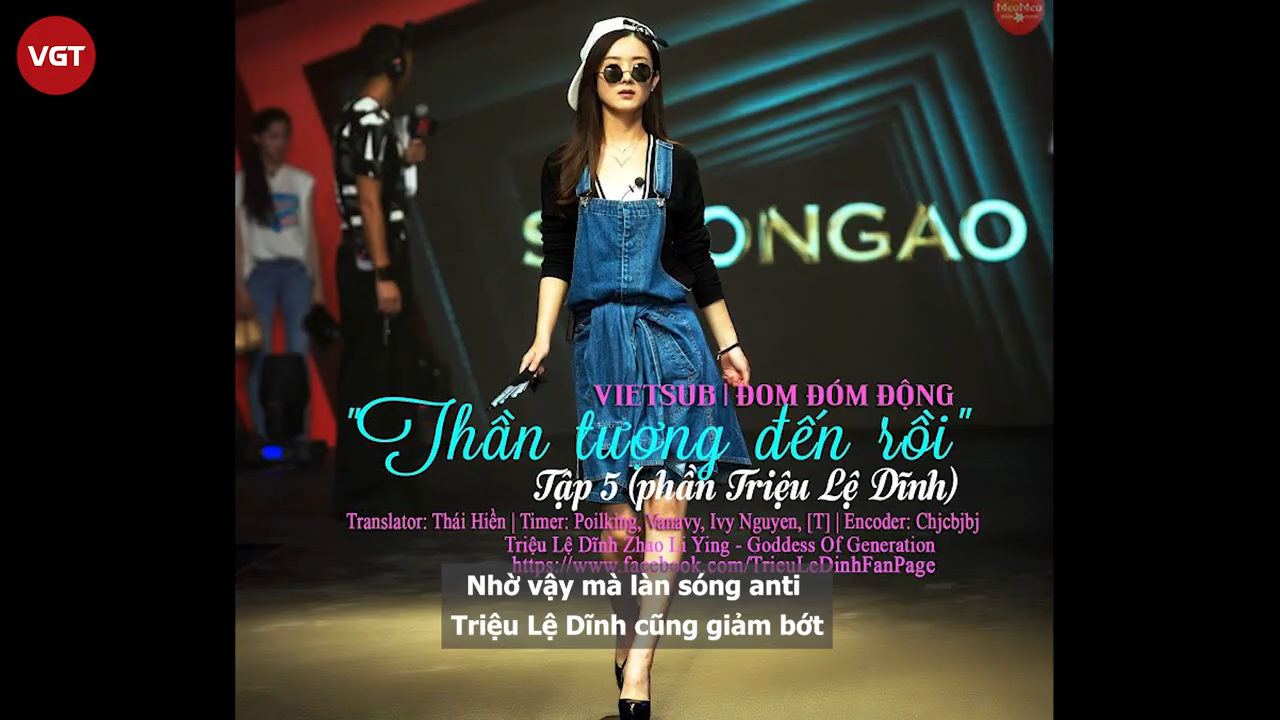 VGT
MeoMeo
S ONGAO
VIETSUB | ĐOM ĐÓM ĐỘNG
"Thần tượng đến rồi"
Tập 5 (phần Triệu Lệ Dĩnh)
Translator: Thái Hiền | Timer: Poilking, Vanavy, Ivy Nguyen, [T] | Encoder: Chjcbjbj
Triệu Lệ Dĩnh Zhao Li Ying - Goddess Of Generation
https://www.facebook.com/TrieuLeDinhFanPage
Nhờ vậy mà làn sóng anti
Triệu Lệ Dĩnh cũng giảm bớt